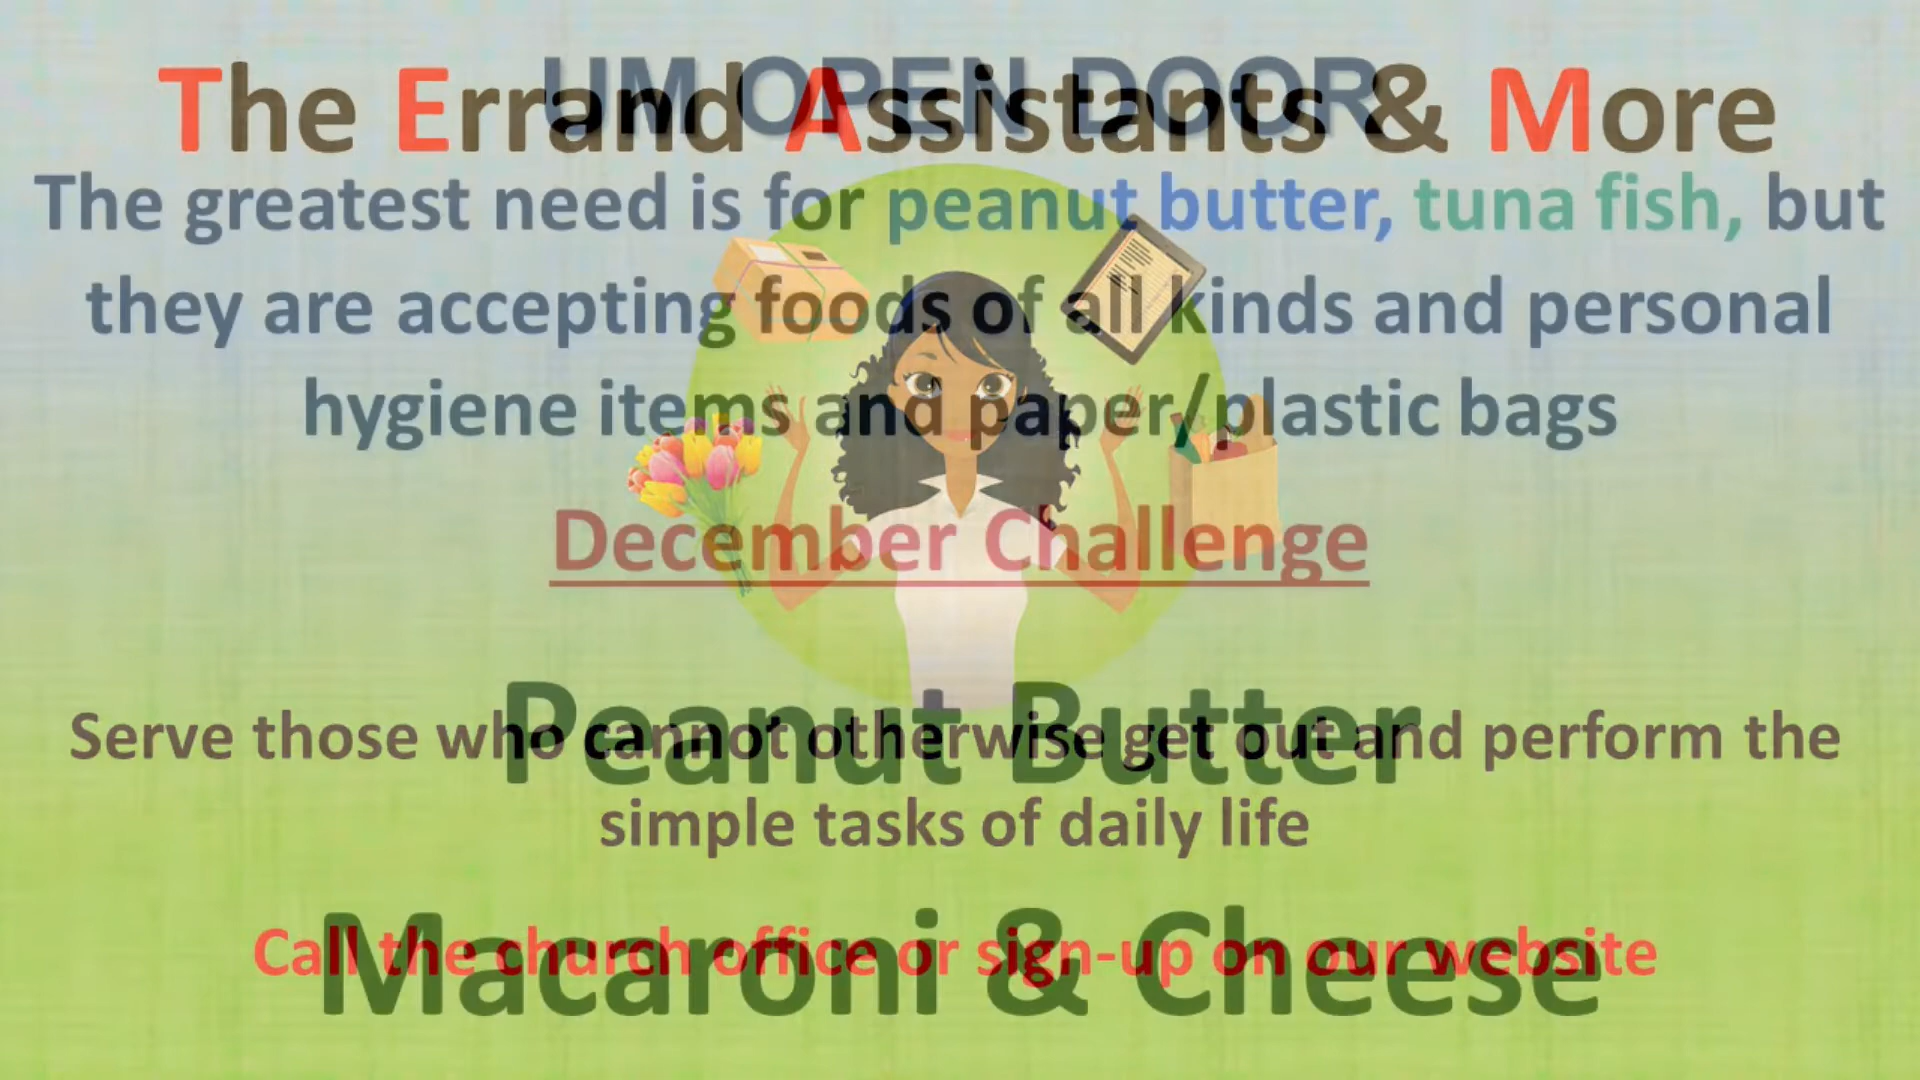 UM OPEN DOOR
The greatest need is for peanut butter, tuna fish, but
they are accepting foods of all kinds and personal
hygiene items and paper/plastic bags
December Challenge
Peanut Butter
Macaroni & Cheese
The Errand Assistants & More
Serve those who cannot otherwise get out and perform the
simple tasks of daily life
Call the church office or sign-up on our website